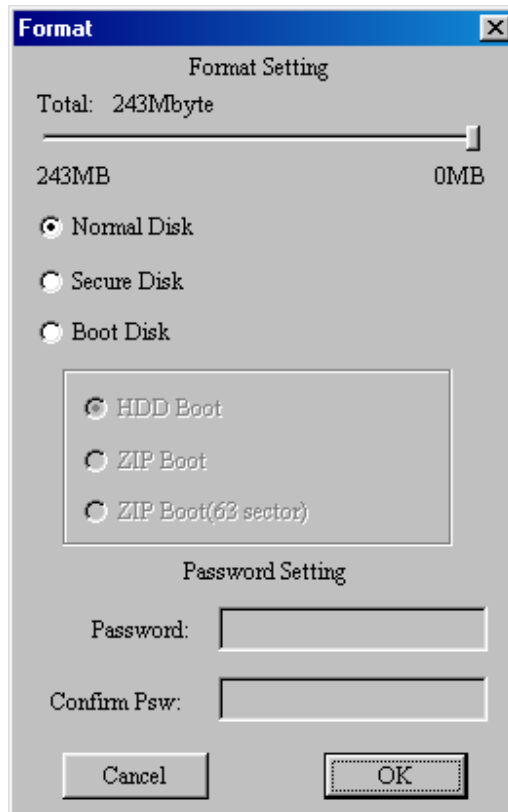 Format
Format Setting
Total: 243Mbyte
243MB 0MB
Normal Disk
Secure Disk
Boot Disk
HDD Boot
ZIP Boot
ZIP Boot(63 sector)
Password Setting
Password:
Confirm Psw:
Cancel OK